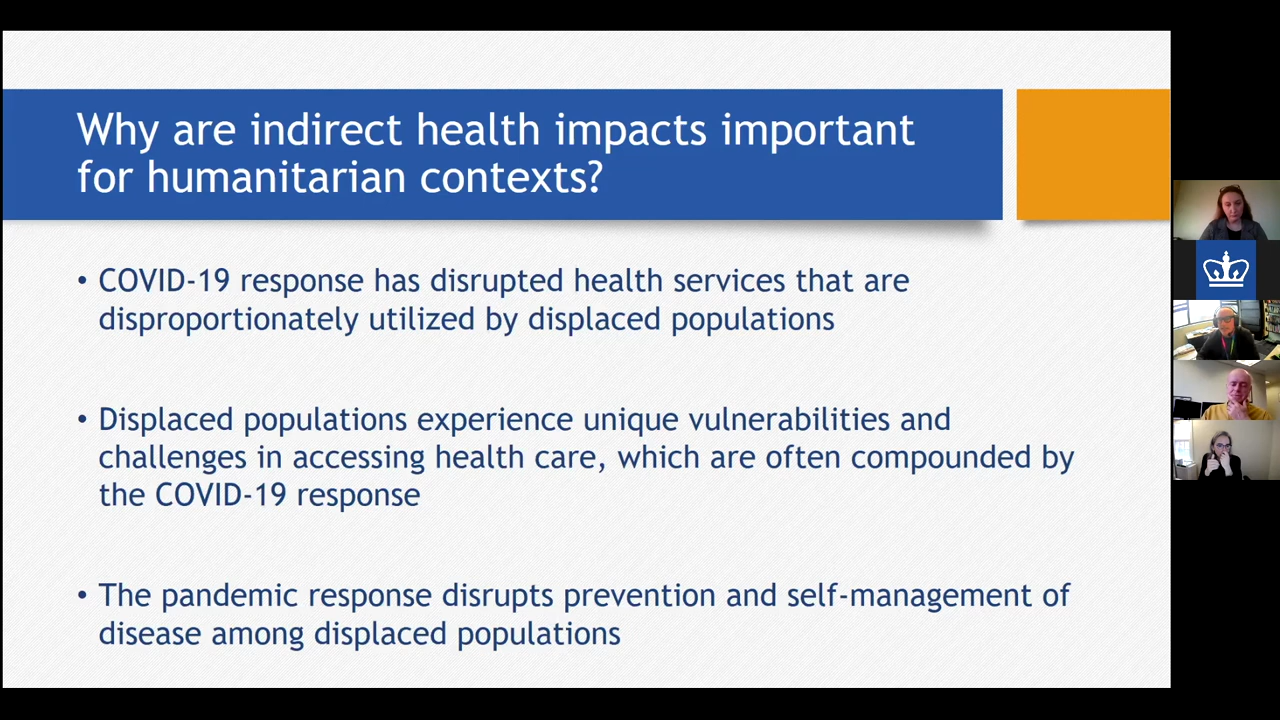 Why are indirect health impacts important
for humanitarian contexts?
• COVID-19 response has disrupted health services that are
disproportionately utilized by displaced populations
• Displaced populations experience unique vulnerabilities and
challenges in accessing health care, which are often compounded by
the COVID-19 response
• The pandemic response disrupts prevention and self-management of
disease among displaced populations